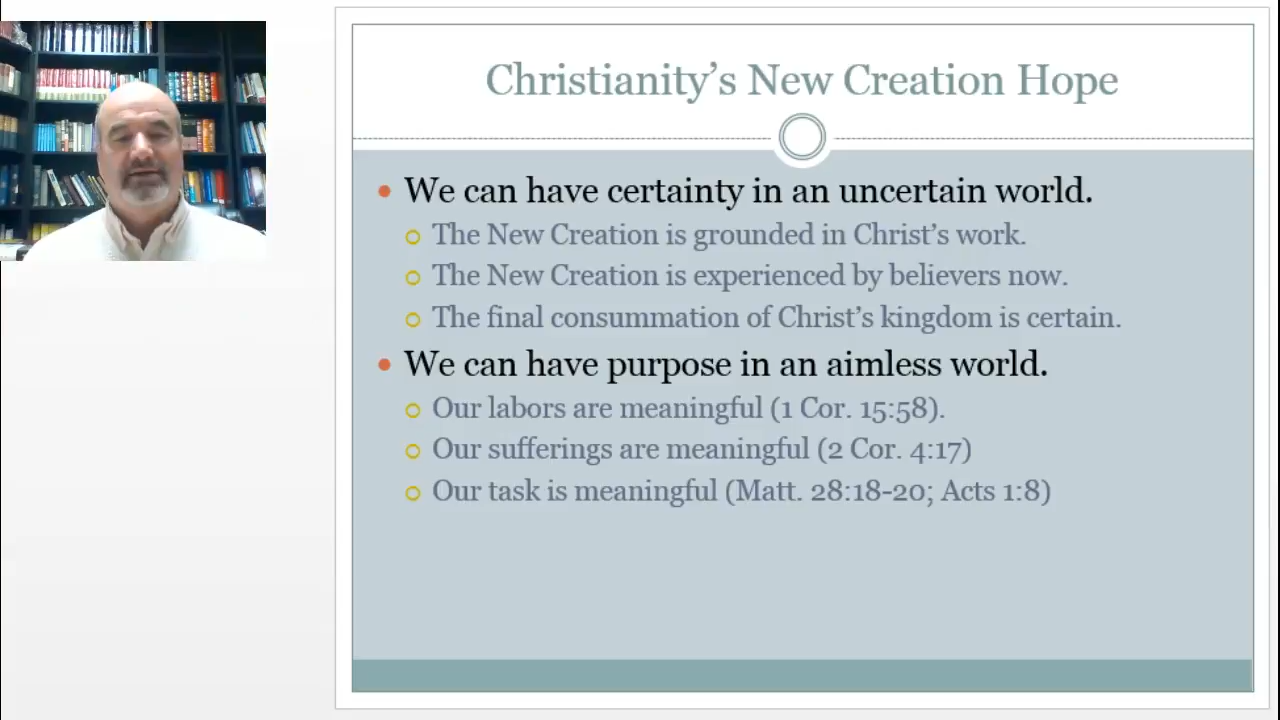 Christianity’s New Creation Hope
We can have certainty in an uncertain world.
The New Creation is grounded in Christ’s work.
The New Creation is experienced by believers now.
The final consummation of Christ’s kingdom is certain.
We can have purpose in an aimless world.
Our labors are meaningful (1 Cor. 15:58).
Our sufferings are meaningful (2 Cor. 4:17)
Our task is meaningful (Matt. 28:18-20; Acts 1:8)